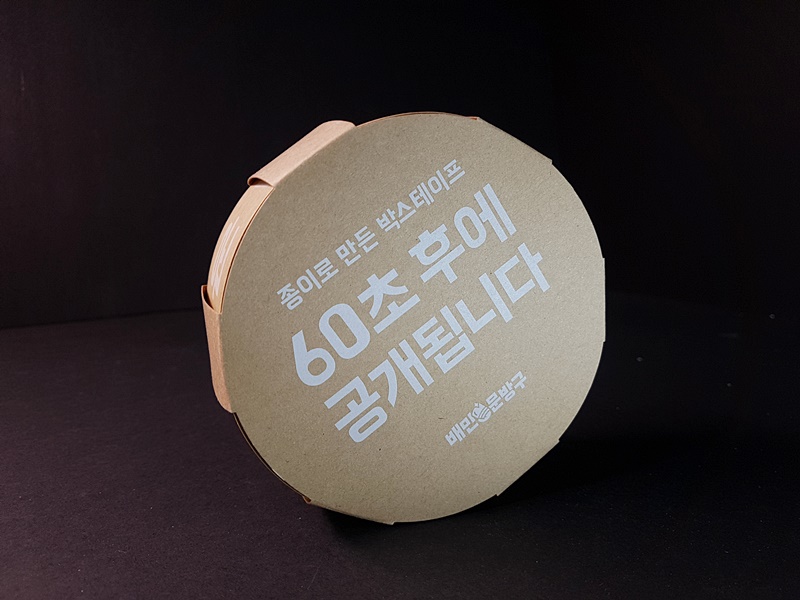 종이로 만든 박스테이프
60초 후에
공개됩니다
배민문방구